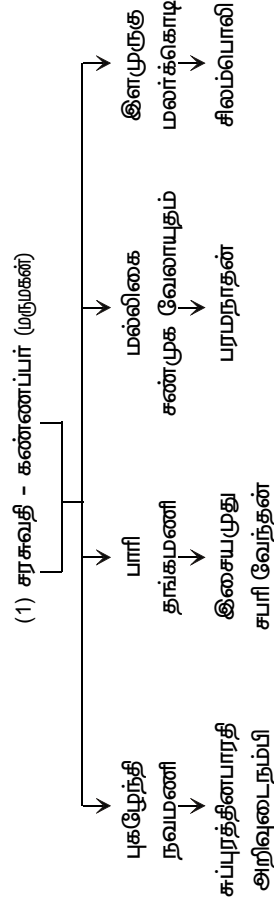 (1) சரசுவதி - கண்ணப்பர் (மருமகன்)
புகழேந்தி
நவமணி
சுப்புரத்தினபாரதி
அறிவுடைநம்பி
பாரி
தங்கமணி
இசையமுது
சபரி வேந்தன்
மல்லிகை
சண்முக வேலாயுதம்
பரமநாதன்
இளமுருகு
மலர்க்கொடி
சிலம்பொலி